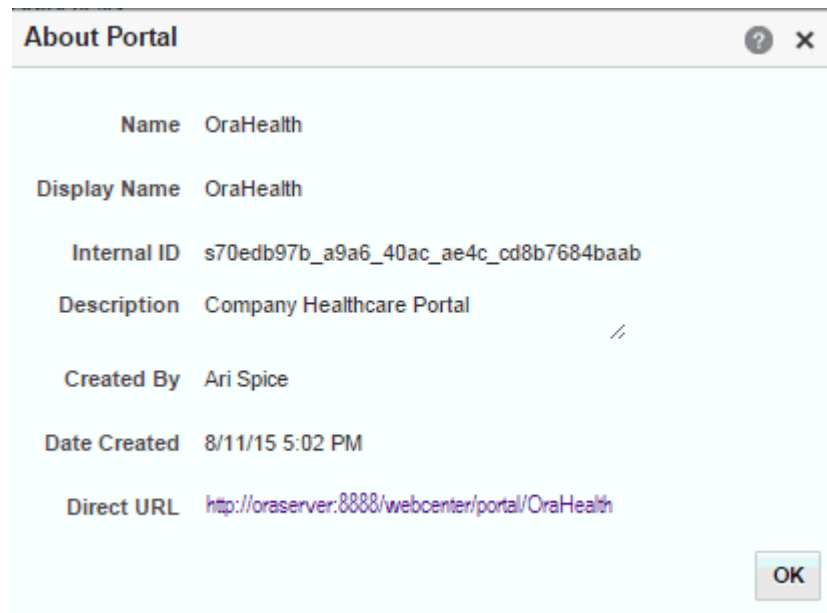 About Portal
Name OraHealth
Display Name OraHealth
Internal ID s70edb97b_a9a6_40ac_ae4c_cd8b7684baab
Description Company Healthcare Portal
Created By Ari Spice
Date Created 8/11/15 5:02 PM
Direct URL http://oraserver:8888/webcenter/portal/OraHealth
OK